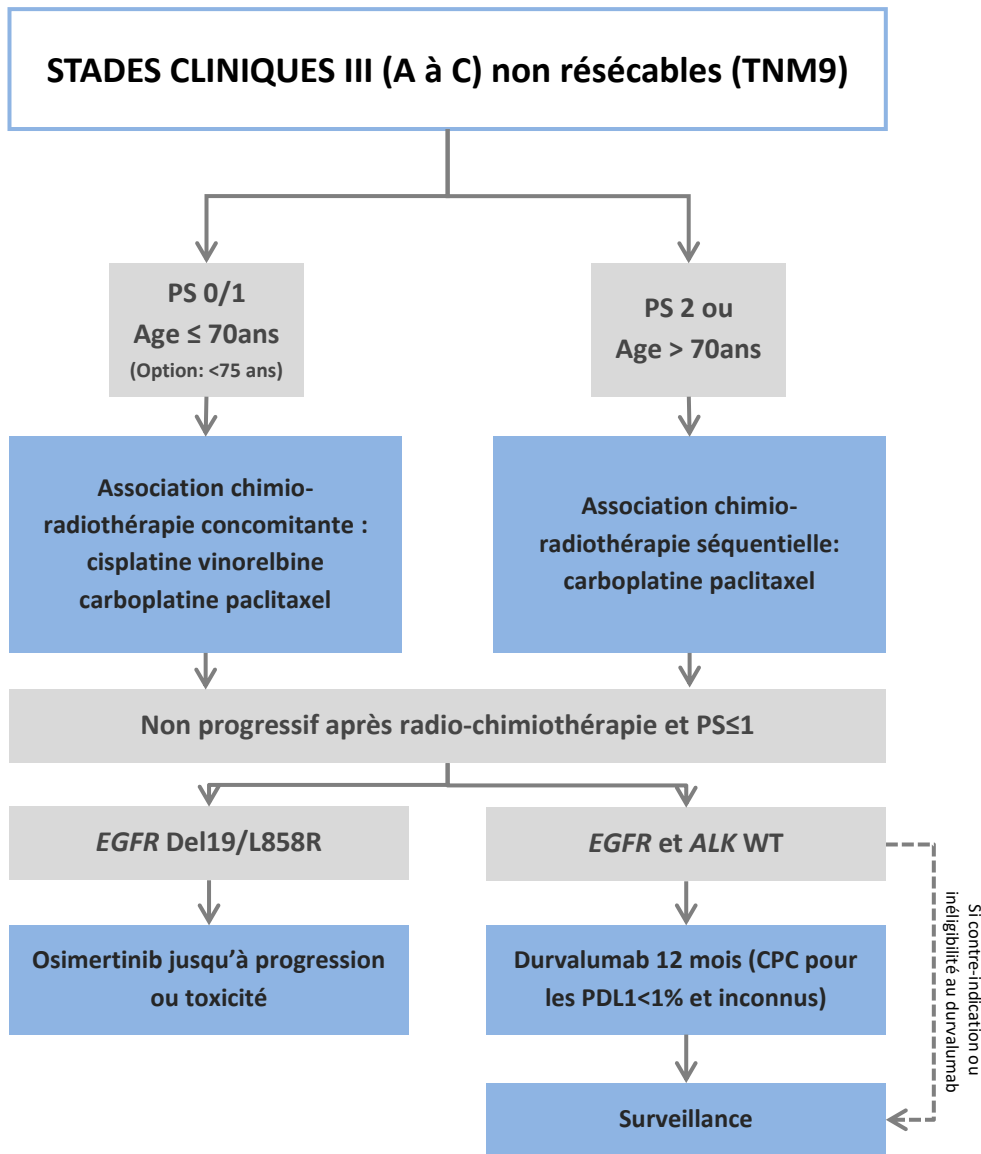 STADES CLINIQUES III (A à C) non résécables (TNM9)
PS 0/1
Age ≤ 70ans
(Option: <75 ans)
PS 2 ou
Age > 70ans
Association chimio-
radiothérapie concomitante :
cisplatine vinorelbine
carboplatine paclitaxel
Association chimio-
radiothérapie séquentielle:
carboplatine paclitaxel
Non progressif après radio-chimiothérapie et PS≤1
EGFR Del19/L858R
EGFR et ALK WT
Si contre-indication ou
inéligibilité au durvalumab
Osimertinib jusqu’à progression
ou toxicité
Durvalumab 12 mois (CPC pour
les PDL1<1% et inconnus)
Surveillance